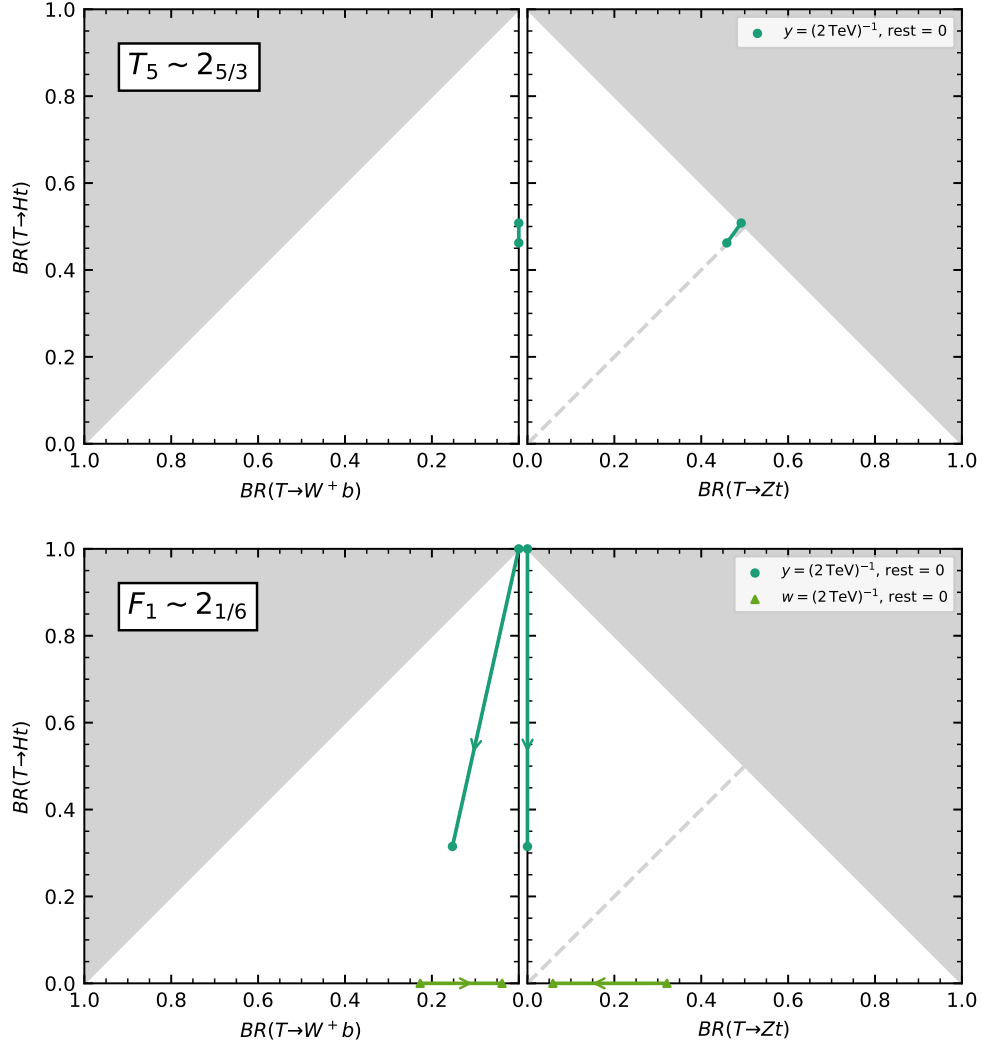 T₅ ~ 2₅/₃
y = (2 TeV)⁻¹, rest = 0
BR(T→Ht)
1.0
0.8
0.6
0.4
0.2
0.0
1.0 0.8 0.6 0.4 0.2 0.0 0.2 0.4 0.6 0.8 1.0
BR(T→W⁺b) BR(T→Zt)
F₁ ~ 2₁/₆
y = (2 TeV)⁻¹, rest = 0
w = (2 TeV)⁻¹, rest = 0
BR(T→Ht)
1.0
0.8
0.6
0.4
0.2
0.0
1.0 0.8 0.6 0.4 0.2 0.0 0.2 0.4 0.6 0.8 1.0
BR(T→W⁺b) BR(T→Zt)